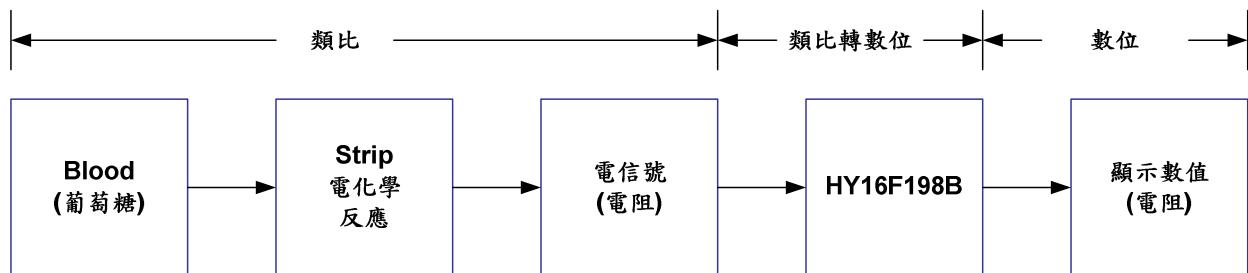 類比
類比轉數位
數位
Blood
(葡萄糖)
Strip
電化學
反應
電信號
(電阻)
HY16F198B
顯示數值
(電阻)